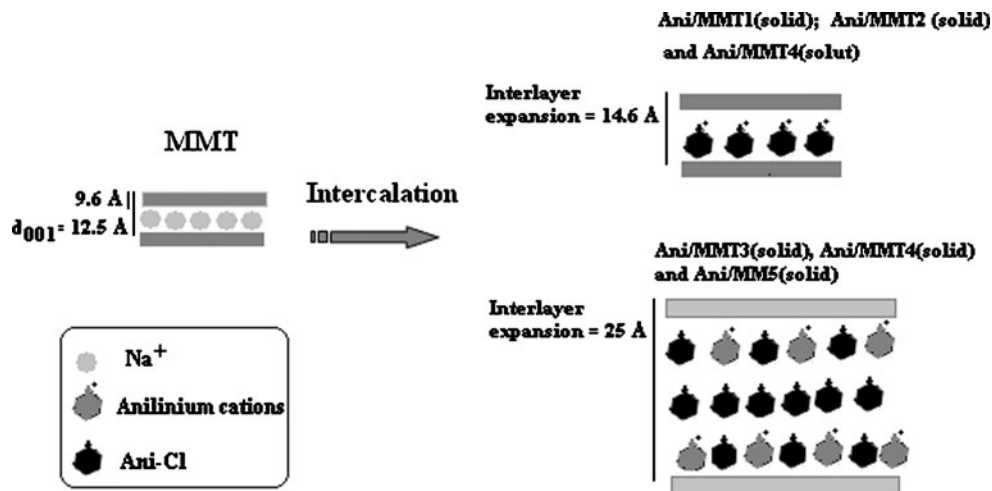 Ani/MMT1(solid); Ani/MMT2 (solid)
and Ani/MMT4(solut)
Interlayer
expansion = 14.6 Å
MMT
9.6 Å
d001 = 12.5 Å
Intercalation
Ani/MMT3(solid), Ani/MMT4(solid)
and Ani/MM5(solid)
Interlayer
expansion = 25 Å
Na+
Anilinium cations
Ani-Cl